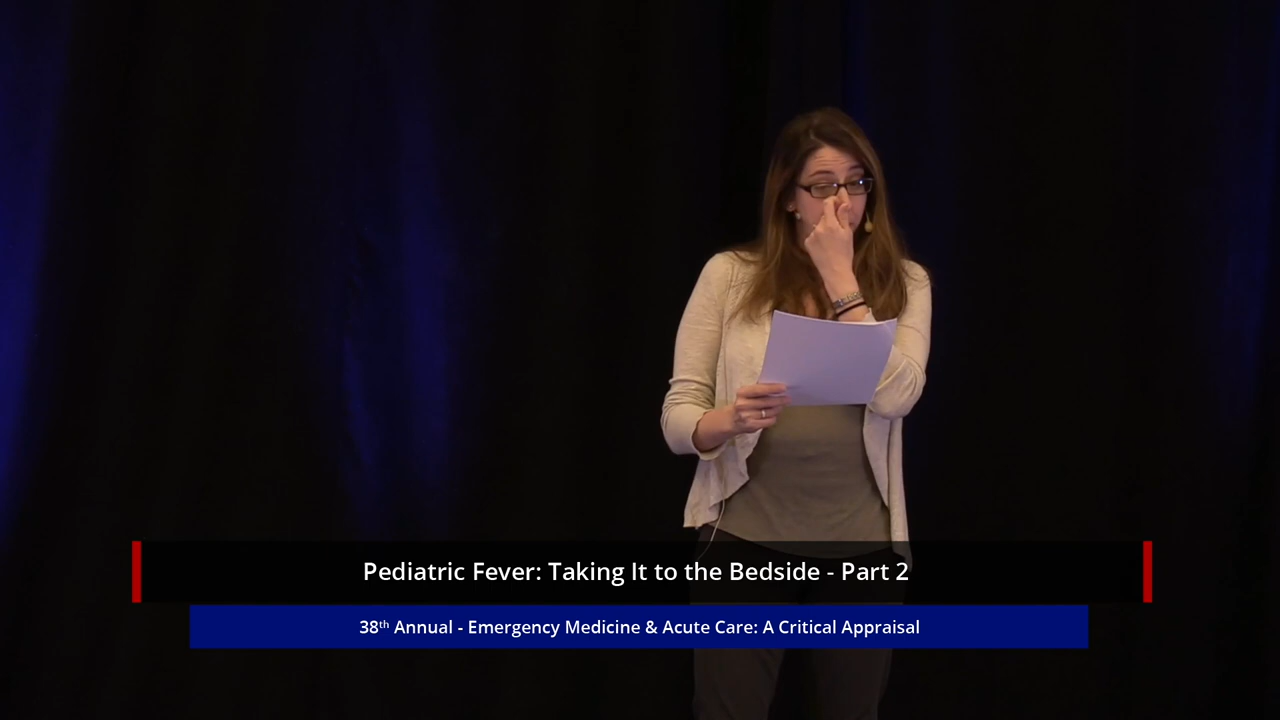 Pediatric Fever: Taking It to the Bedside - Part 2
38th Annual - Emergency Medicine & Acute Care: A Critical Appraisal